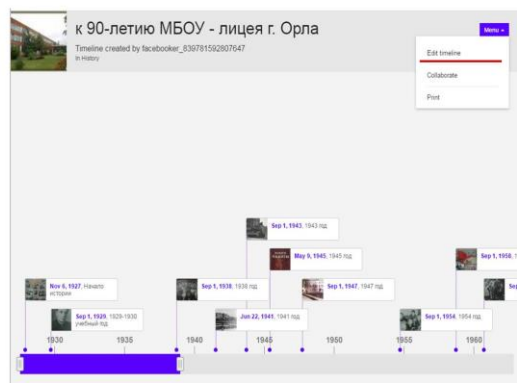 к 90-летию МБОУ - лицея г. Орла
Timeline created by facebooker_839781592807647
In History
Menu
Edit timeline
Collaborate
Print
Sep 1, 1943, 1943 год
May 9, 1945, 1945 год
Sep 1, 1958, 1
Nov 6, 1927, Начало
истории
Sep 1, 1938, 1938 год
Sep 1, 1947, 1947 год
Sep
Sep 1, 1929, 1929-1930
учебный год
Jun 22, 1941, 1941 год
Sep 1, 1954, 1954 год
1930
1935
1940
1945
1950
1955
1960